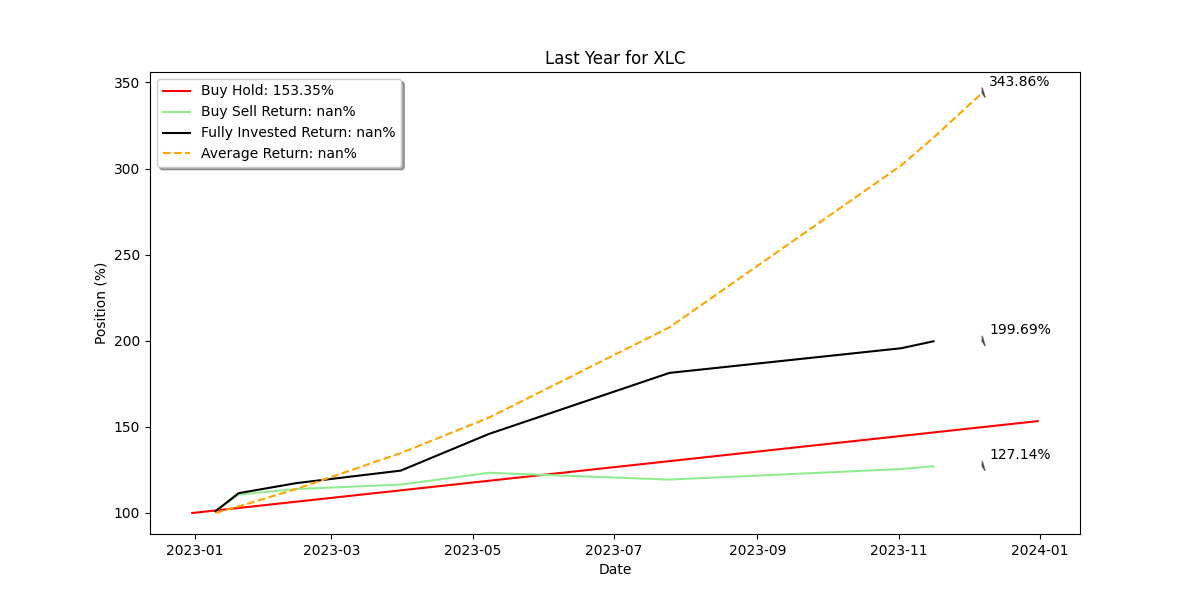 Last Year for XLC
Buy Hold: 153.35%
Buy Sell Return: nan%
Fully Invested Return: nan%
Average Return: nan%
343.86%
199.69%
127.14%
350
300
250
200
150
100
Position (%)
2023-01 2023-03 2023-05 2023-07 2023-09 2023-11 2024-01
Date